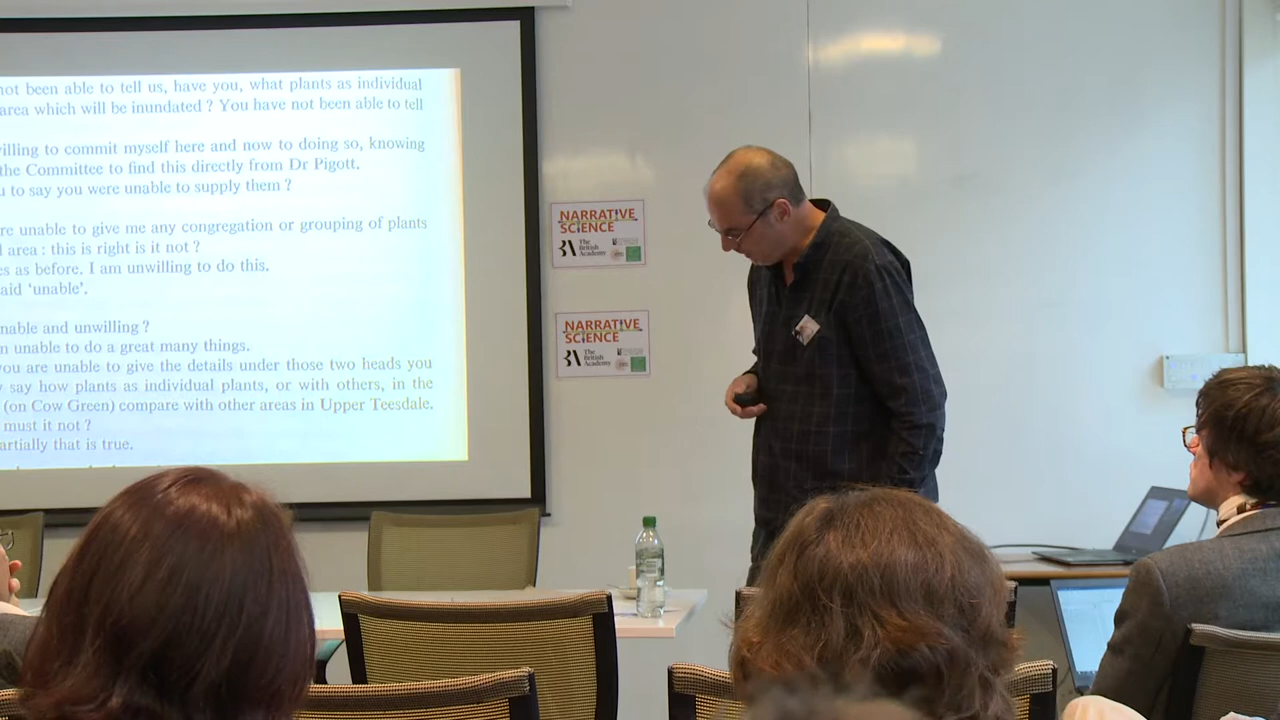 not been able to tell us, have you, what plants as individual
area which will be inundated ? You have not been able to tell
willing to commit myself here and now to doing so, knowing
the Committee to find this directly from Dr Pigott.
u to say you were unable to supply them ?
re unable to give me any congregation or grouping of plants
l area : this is right is it not ?
es as before. I am unwilling to do this.
aid 'unable'.
nable and unwilling ?
m unable to do a great many things.
you are unable to give the details under those two heads you
y say how plants as individual plants, or with others, in the
(on Cow Green) compare with other areas in Upper Teesdale.
must it not ?
artially that is true.
NARRATIVE
SCIENCE
The
British
Academy
NARRATIVE
SCIENCE
The
British
Academy